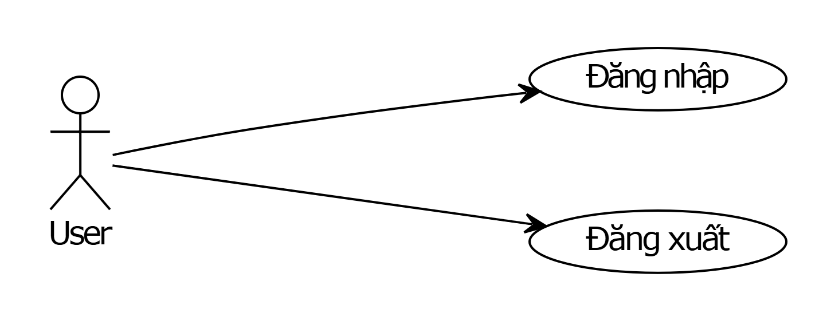 Đăng nhập
User
Đăng xuất